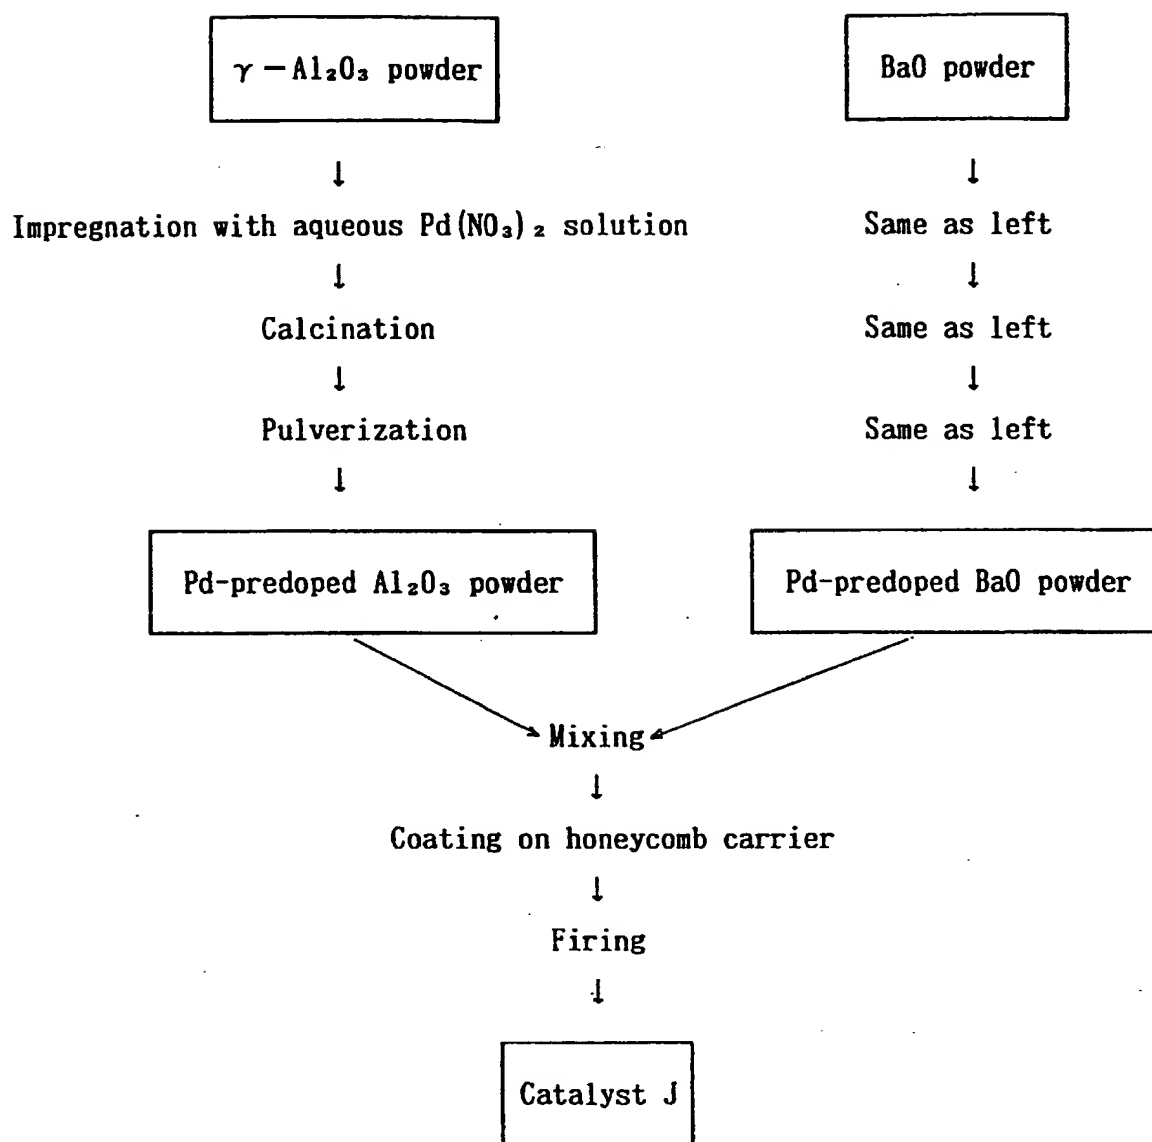 γ－Al₂O₃ powder
BaO powder
↓ ↓
Impregnation with aqueous Pd(NO₃)₂ solution
Same as left
↓ ↓
Calcination
Same as left
↓ ↓
Pulverization
Same as left
↓ ↓
Pd-predoped Al₂O₃ powder
Pd-predoped BaO powder
Mixing
↓
Coating on honeycomb carrier
↓
Firing
↓
Catalyst J